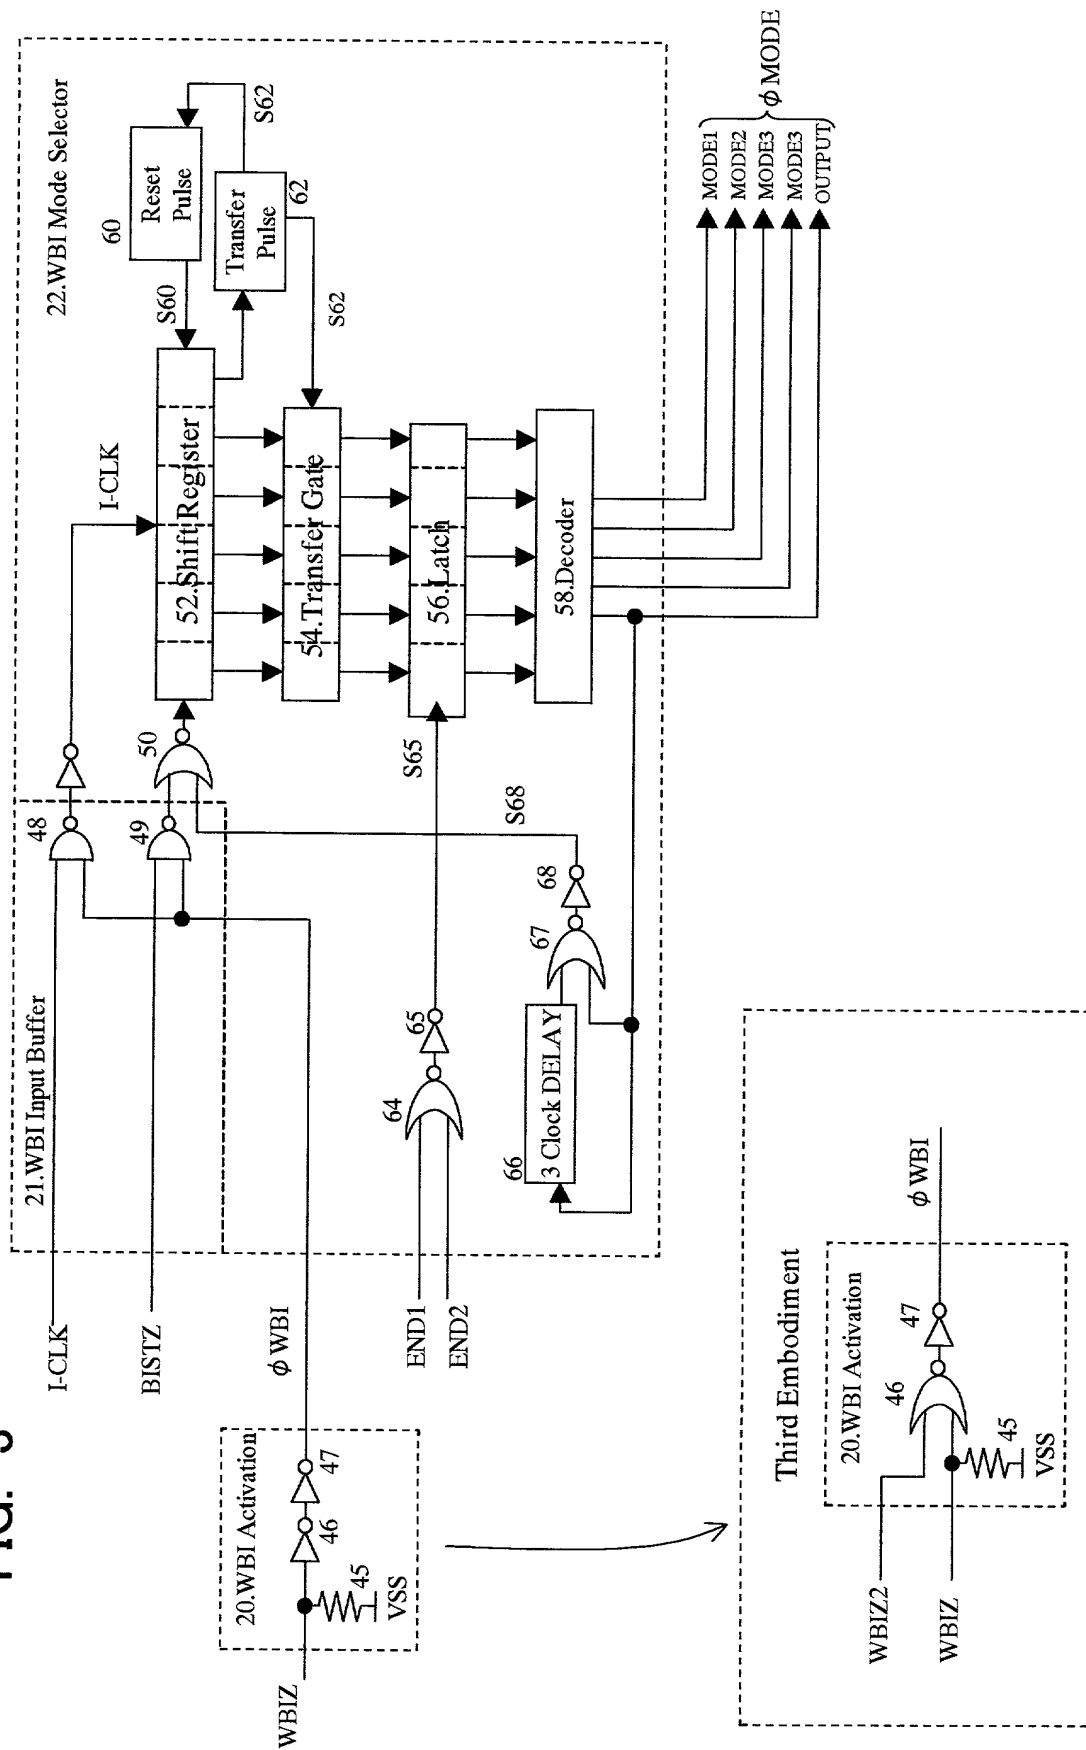 FIG.
22.WBI Mode Selector
21.WBI Input Buffer
I-CLK
48
I-CLK
BISTZ
49
50
52.Shift Register
S60
60
Reset
Pulse
S62
Transfer
Pulse
62
S62
54.Transfer Gate
φ WBI
END1
END2
64
65
S65
56.Latch
66
3 Clock DELAY
67
68
S68
58.Decoder
MODE1
MODE2
MODE3
MODE3
OUTPUT
φ MODE
WBIZ
20.WBI Activation
45
VSS
46
47
Third Embodiment
20.WBI Activation
WBIZ2
WBIZ
45
VSS
46
47
φ WBI